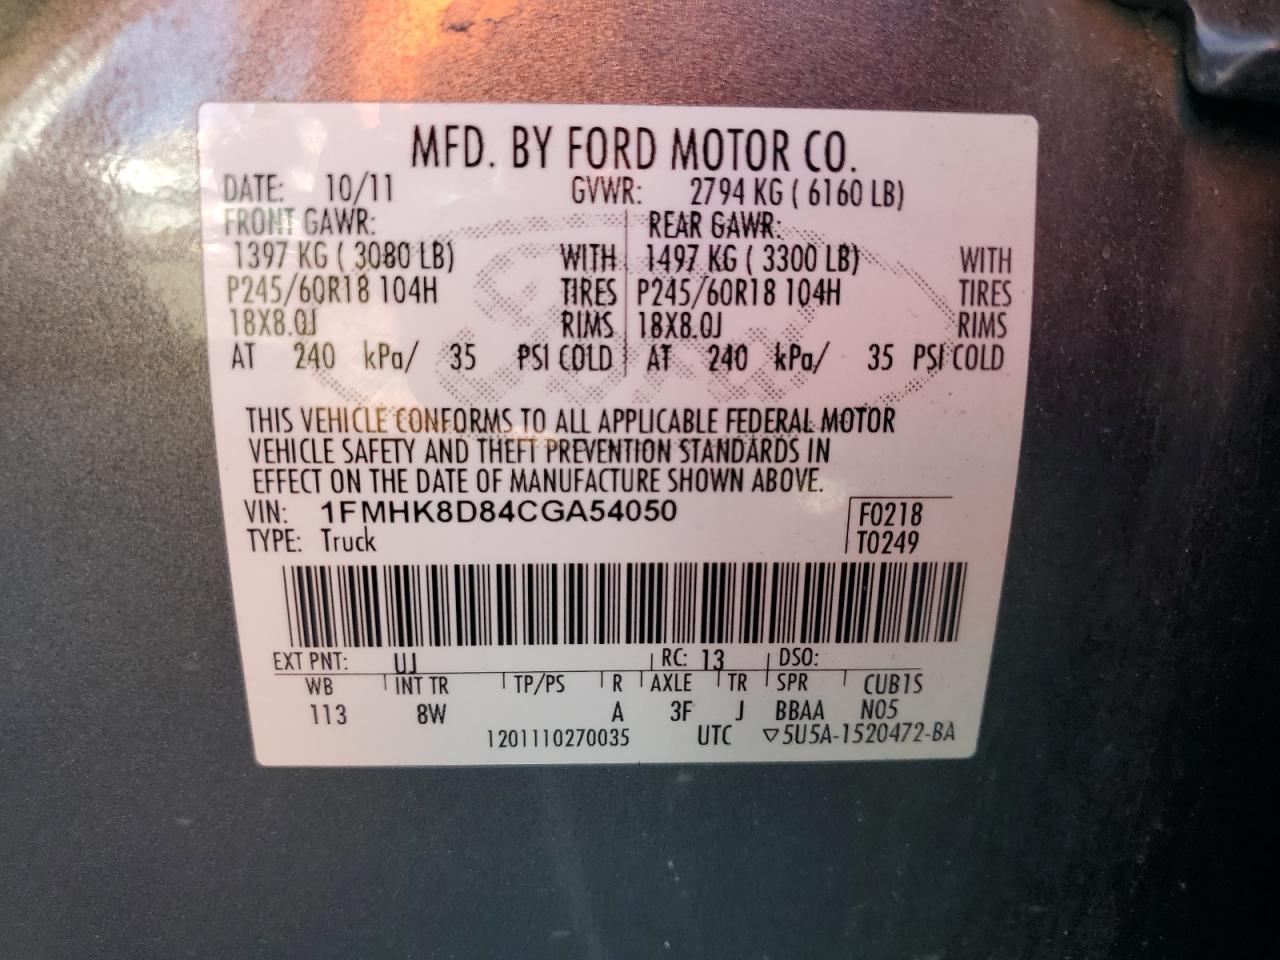 MFD. BY FORD MOTOR CO.
DATE: 10/11 GVWR: 2794 KG ( 6160 LB)
FRONT GAWR: REAR GAWR:
1397 KG ( 3080 LB) WITH 1497 KG ( 3300 LB) WITH
P245/60R18 104H TIRES P245/60R18 104H TIRES
18X8.0J RIMS 18X8.0J RIMS
AT 240 kPa/ 35 PSI COLD AT 240 kPa/ 35 PSI COLD
THIS VEHICLE CONFORMS TO ALL APPLICABLE FEDERAL MOTOR
VEHICLE SAFETY AND THEFT PREVENTION STANDARDS IN
EFFECT ON THE DATE OF MANUFACTURE SHOWN ABOVE.
VIN: 1FMHK8D84CGA54050 F0218
TYPE: Truck T0249
EXT PNT: UJ RC: 13 DSO:
WB INT TR TP/PS R AXLE TR SPR CUB1S
113 8W A 3F J BBAA N05
1201110270035 UTC ▽5U5A-1520472-BA